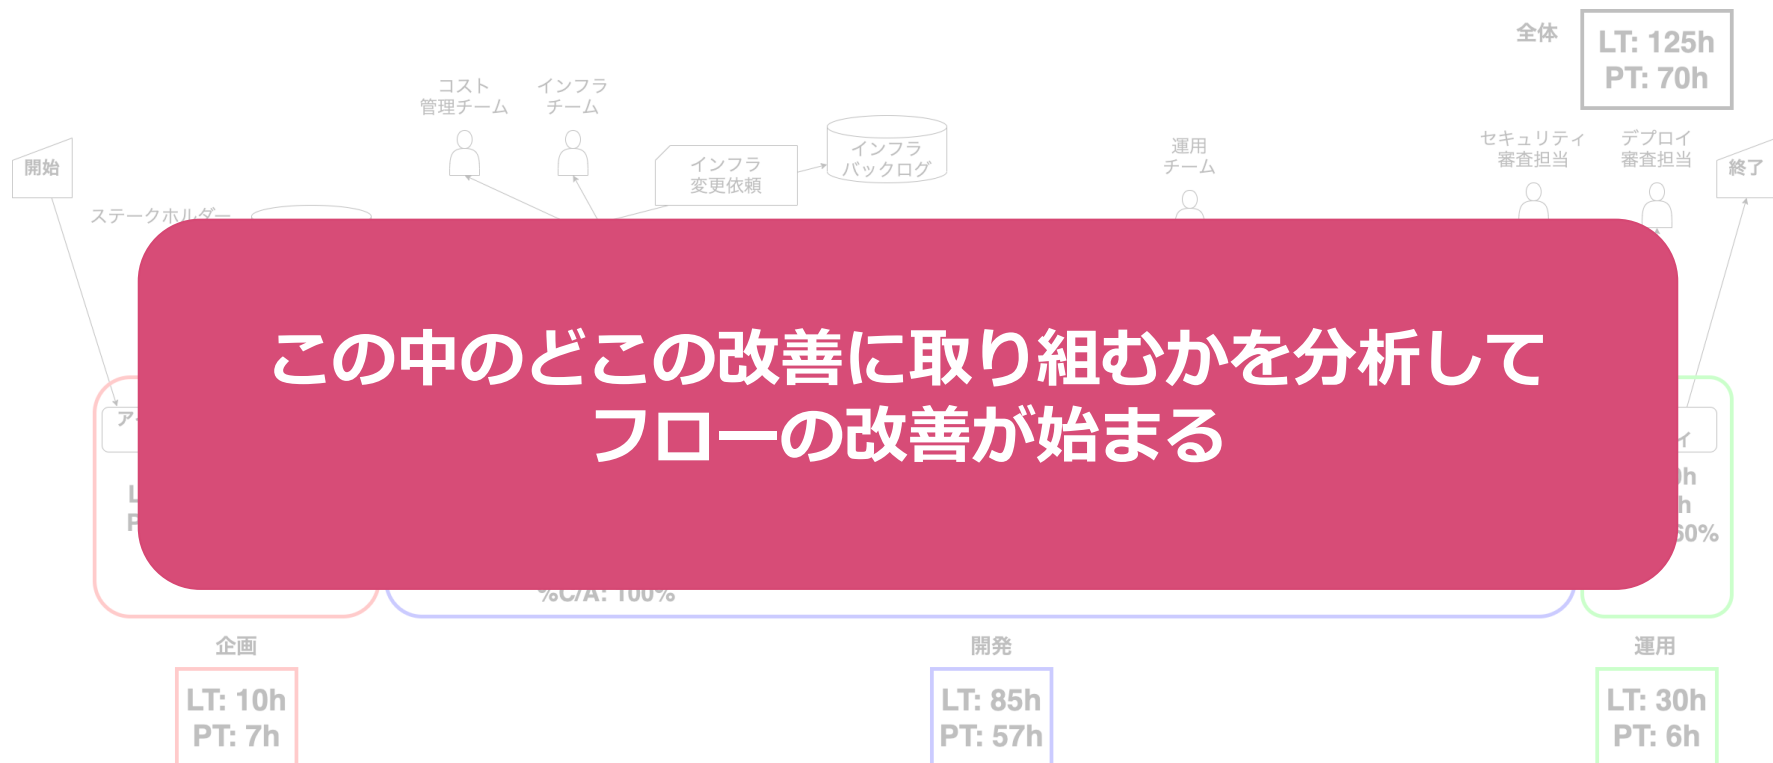 全体
LT: 125h
PT: 70h
コスト
管理チーム
インフラ
チーム
インフラ
変更依頼
インフラ
バックログ
運用
チーム
セキュリティ
審査担当
デプロイ
審査担当
開始
終了
ステークホルダー
この中のどこの改善に取り組むかを分析して
フローの改善が始まる
%C/A: 100%
企画
LT: 10h
PT: 7h
開発
LT: 85h
PT: 57h
運用
LT: 30h
PT: 6h